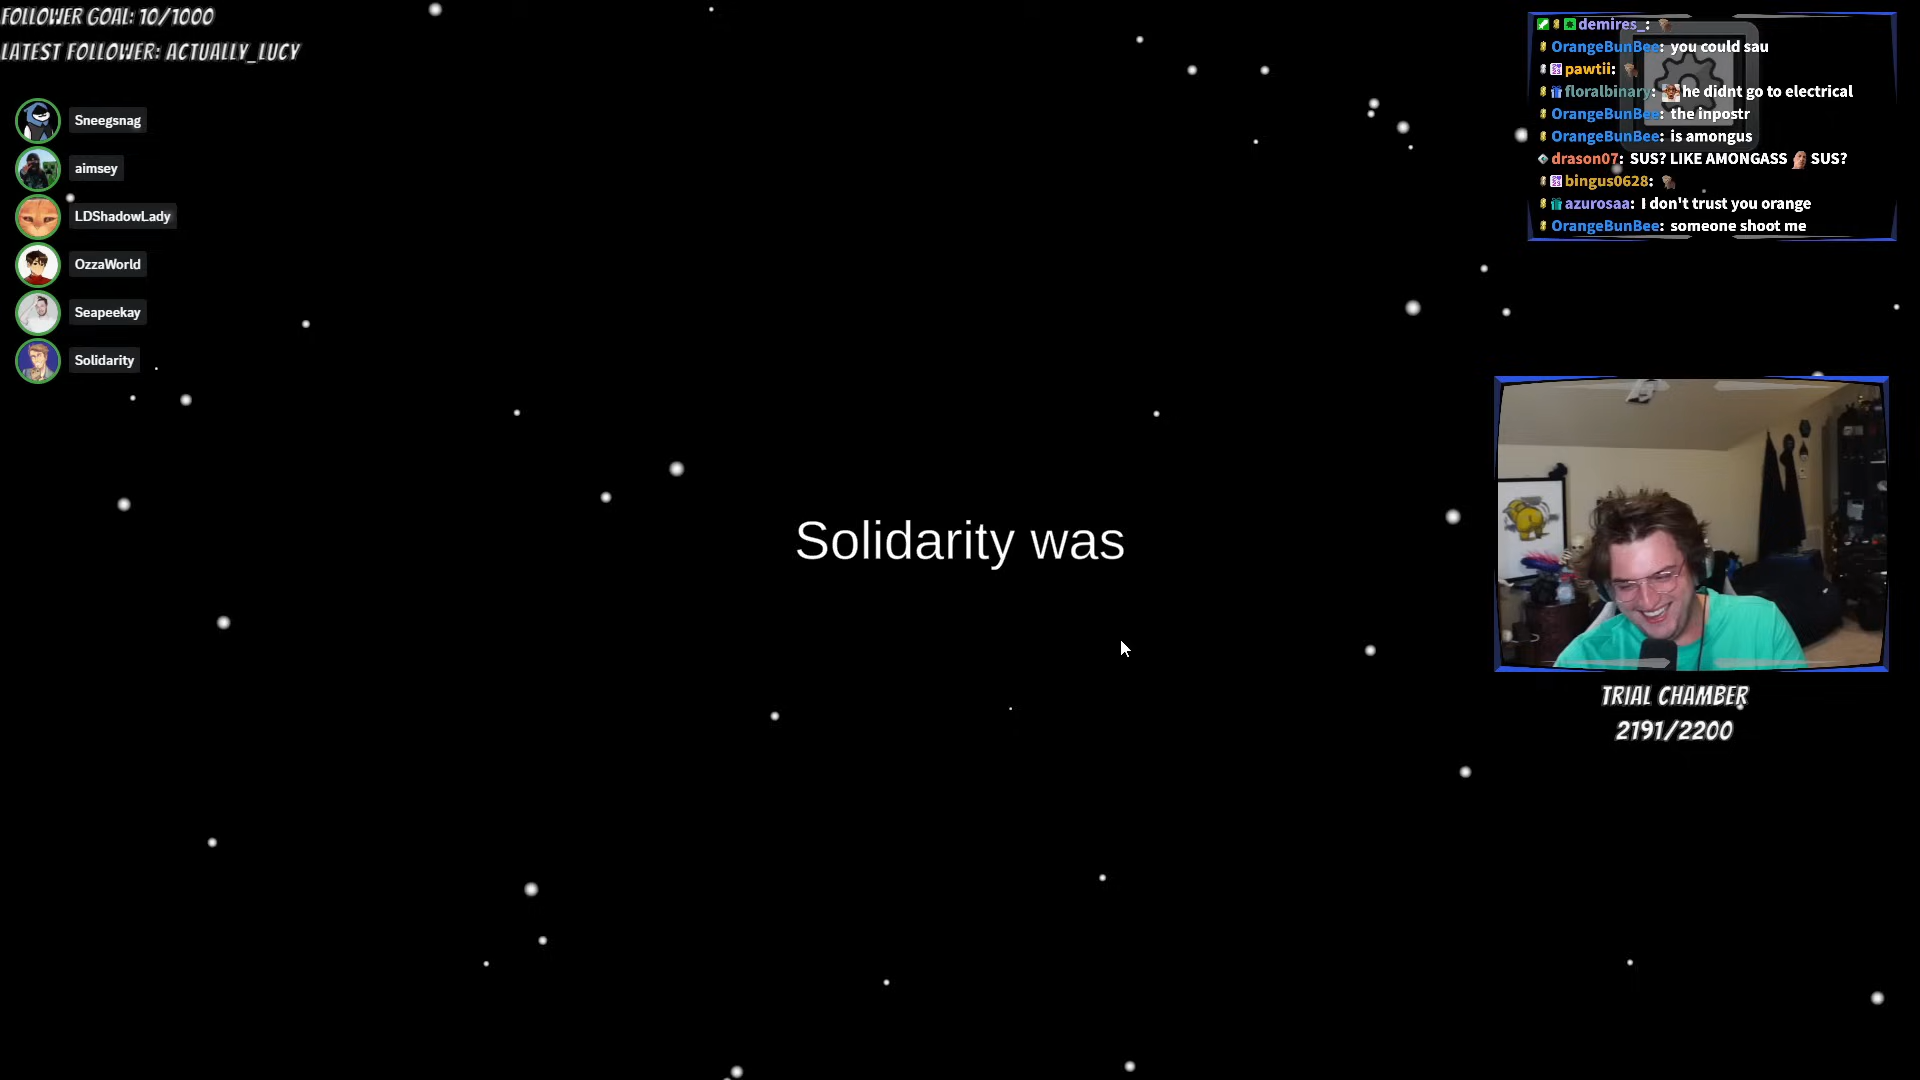 FOLLOWER GOAL: 10/1000
LATEST FOLLOWER: ACTUALLY_LUCY
Sneegsnag
aimsey
LDShadowLady
OzzaWorld
Seapeekay
Solidarity
Solidarity was
demires_:
OrangeBunBee: you could sau
pawtii:
floralbinary: he didnt go to electrical
OrangeBunBee: the inpostr
OrangeBunBee: is amongus
drason07: SUS? LIKE AMONGASS SUS?
bingus0628:
azurosaa: I don't trust you orange
OrangeBunBee: someone shoot me
TRIAL CHAMBER
2191/2200